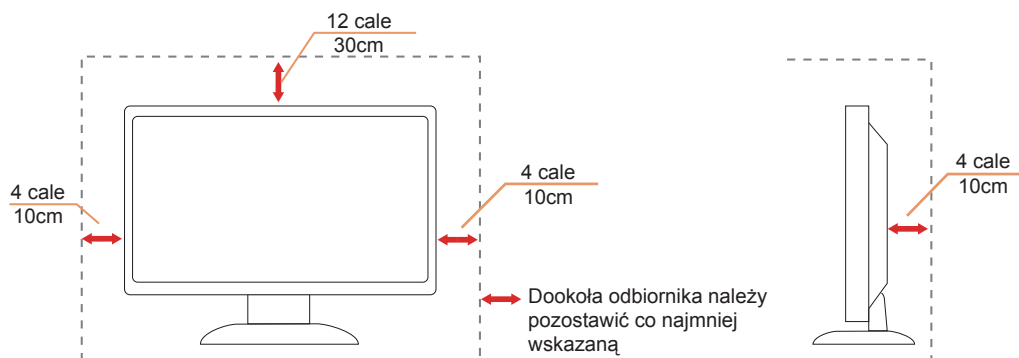 12 cale
30cm
4 cale
10cm
4 cale
10cm
4 cale
10cm
Dookoła odbiornika należy
pozostawić co najmniej
wskazaną